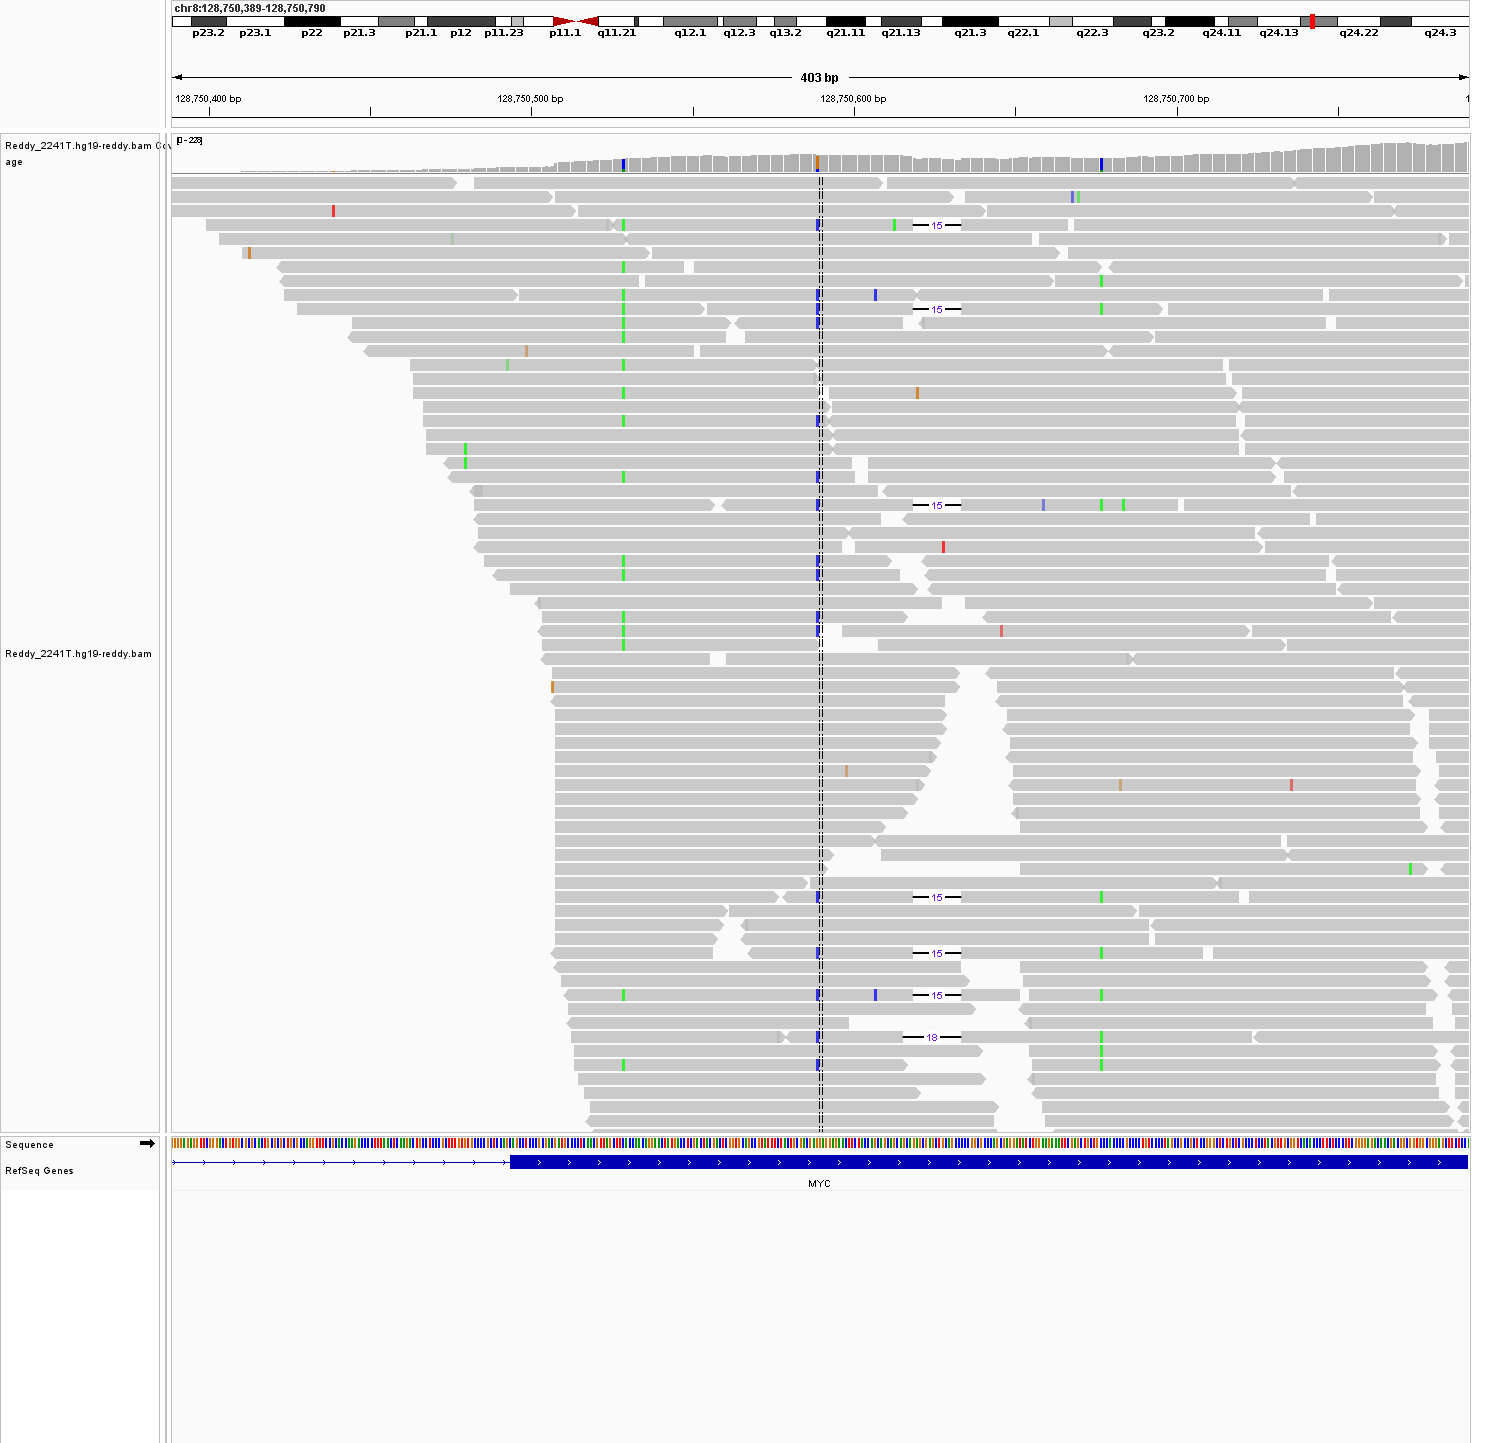 chr8:128,750,389-128,750,790
p23.2 p23.1 p22 p21.3 p21.1 p12 p11.23 p11.1 q11.21 q12.1 q12.3 q13.2 q21.11 q21.13 q21.3 q22.1 q22.3 q23.2 q24.11 q24.13 q24.22 q24.3
403 bp
128,750,400 bp 128,750,500 bp 128,750,600 bp 128,750,700 bp 1
[0 - 228]
Reddy_2241T.hg19-reddy.bam Cov
age
15
15
15
Reddy_2241T.hg19-reddy.bam
15
15
15
18
Sequence
RefSeq Genes
MYC